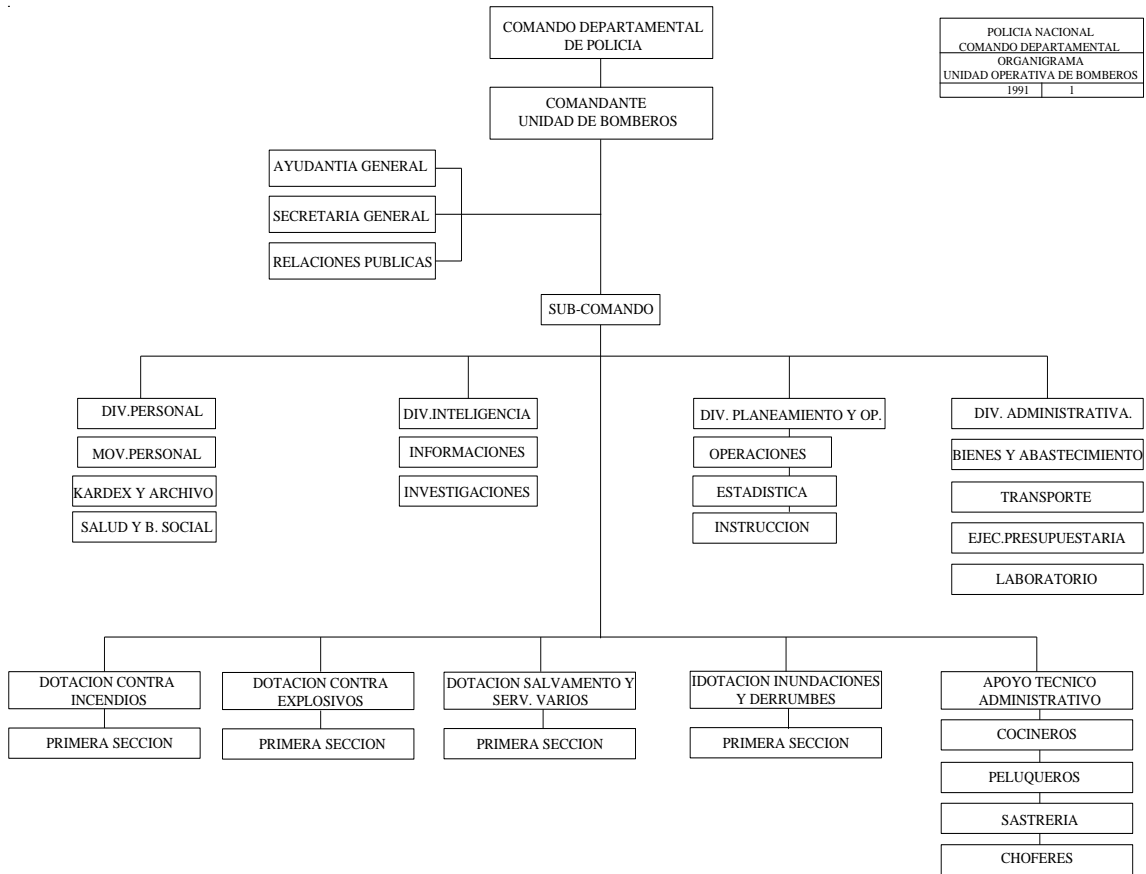 COMANDO DEPARTAMENTAL
DE POLICIA
POLICIA NACIONAL
COMANDO DEPARTAMENTAL
ORGANIGRAMA
UNIDAD OPERATIVA DE BOMBEROS
1991 1
COMANDANTE
UNIDAD DE BOMBEROS
AYUDANTIA GENERAL
SECRETARIA GENERAL
RELACIONES PUBLICAS
SUB-COMANDO
DIV.PERSONAL
MOV.PERSONAL
KARDEX Y ARCHIVO
SALUD Y B. SOCIAL
DIV.INTELIGENCIA
INFORMACIONES
INVESTIGACIONES
DIV. PLANEAMIENTO Y OP.
OPERACIONES
ESTADISTICA
INSTRUCCION
DIV. ADMINISTRATIVA.
BIENES Y ABASTECIMIENTO
TRANSPORTE
EJEC.PRESUPUESTARIA
LABORATORIO
DOTACION CONTRA
INCENDIOS
PRIMERA SECCION
DOTACION CONTRA
EXPLOSIVOS
PRIMERA SECCION
DOTACION SALVAMENTO Y
SERV. VARIOS
PRIMERA SECCION
IDOTACION INUNDACIONES
Y DERRUMBES
PRIMERA SECCION
APOYO TECNICO
ADMINISTRATIVO
COCINEROS
PELUQUEROS
SASTRERIA
CHOFERES